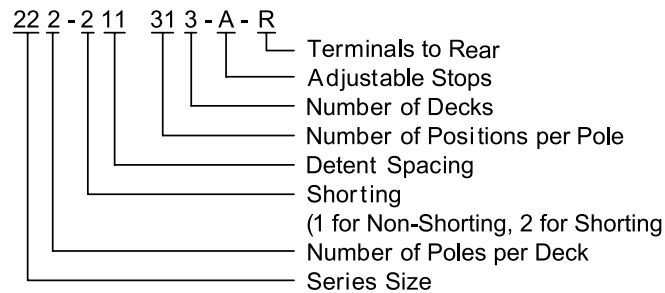 22 2 - 2 11 31 3 - A - R
Terminals to Rear
Adjustable Stops
Number of Decks
Number of Positions per Pole
Detent Spacing
Shorting
(1 for Non-Shorting, 2 for Shorting
Number of Poles per Deck
Series Size